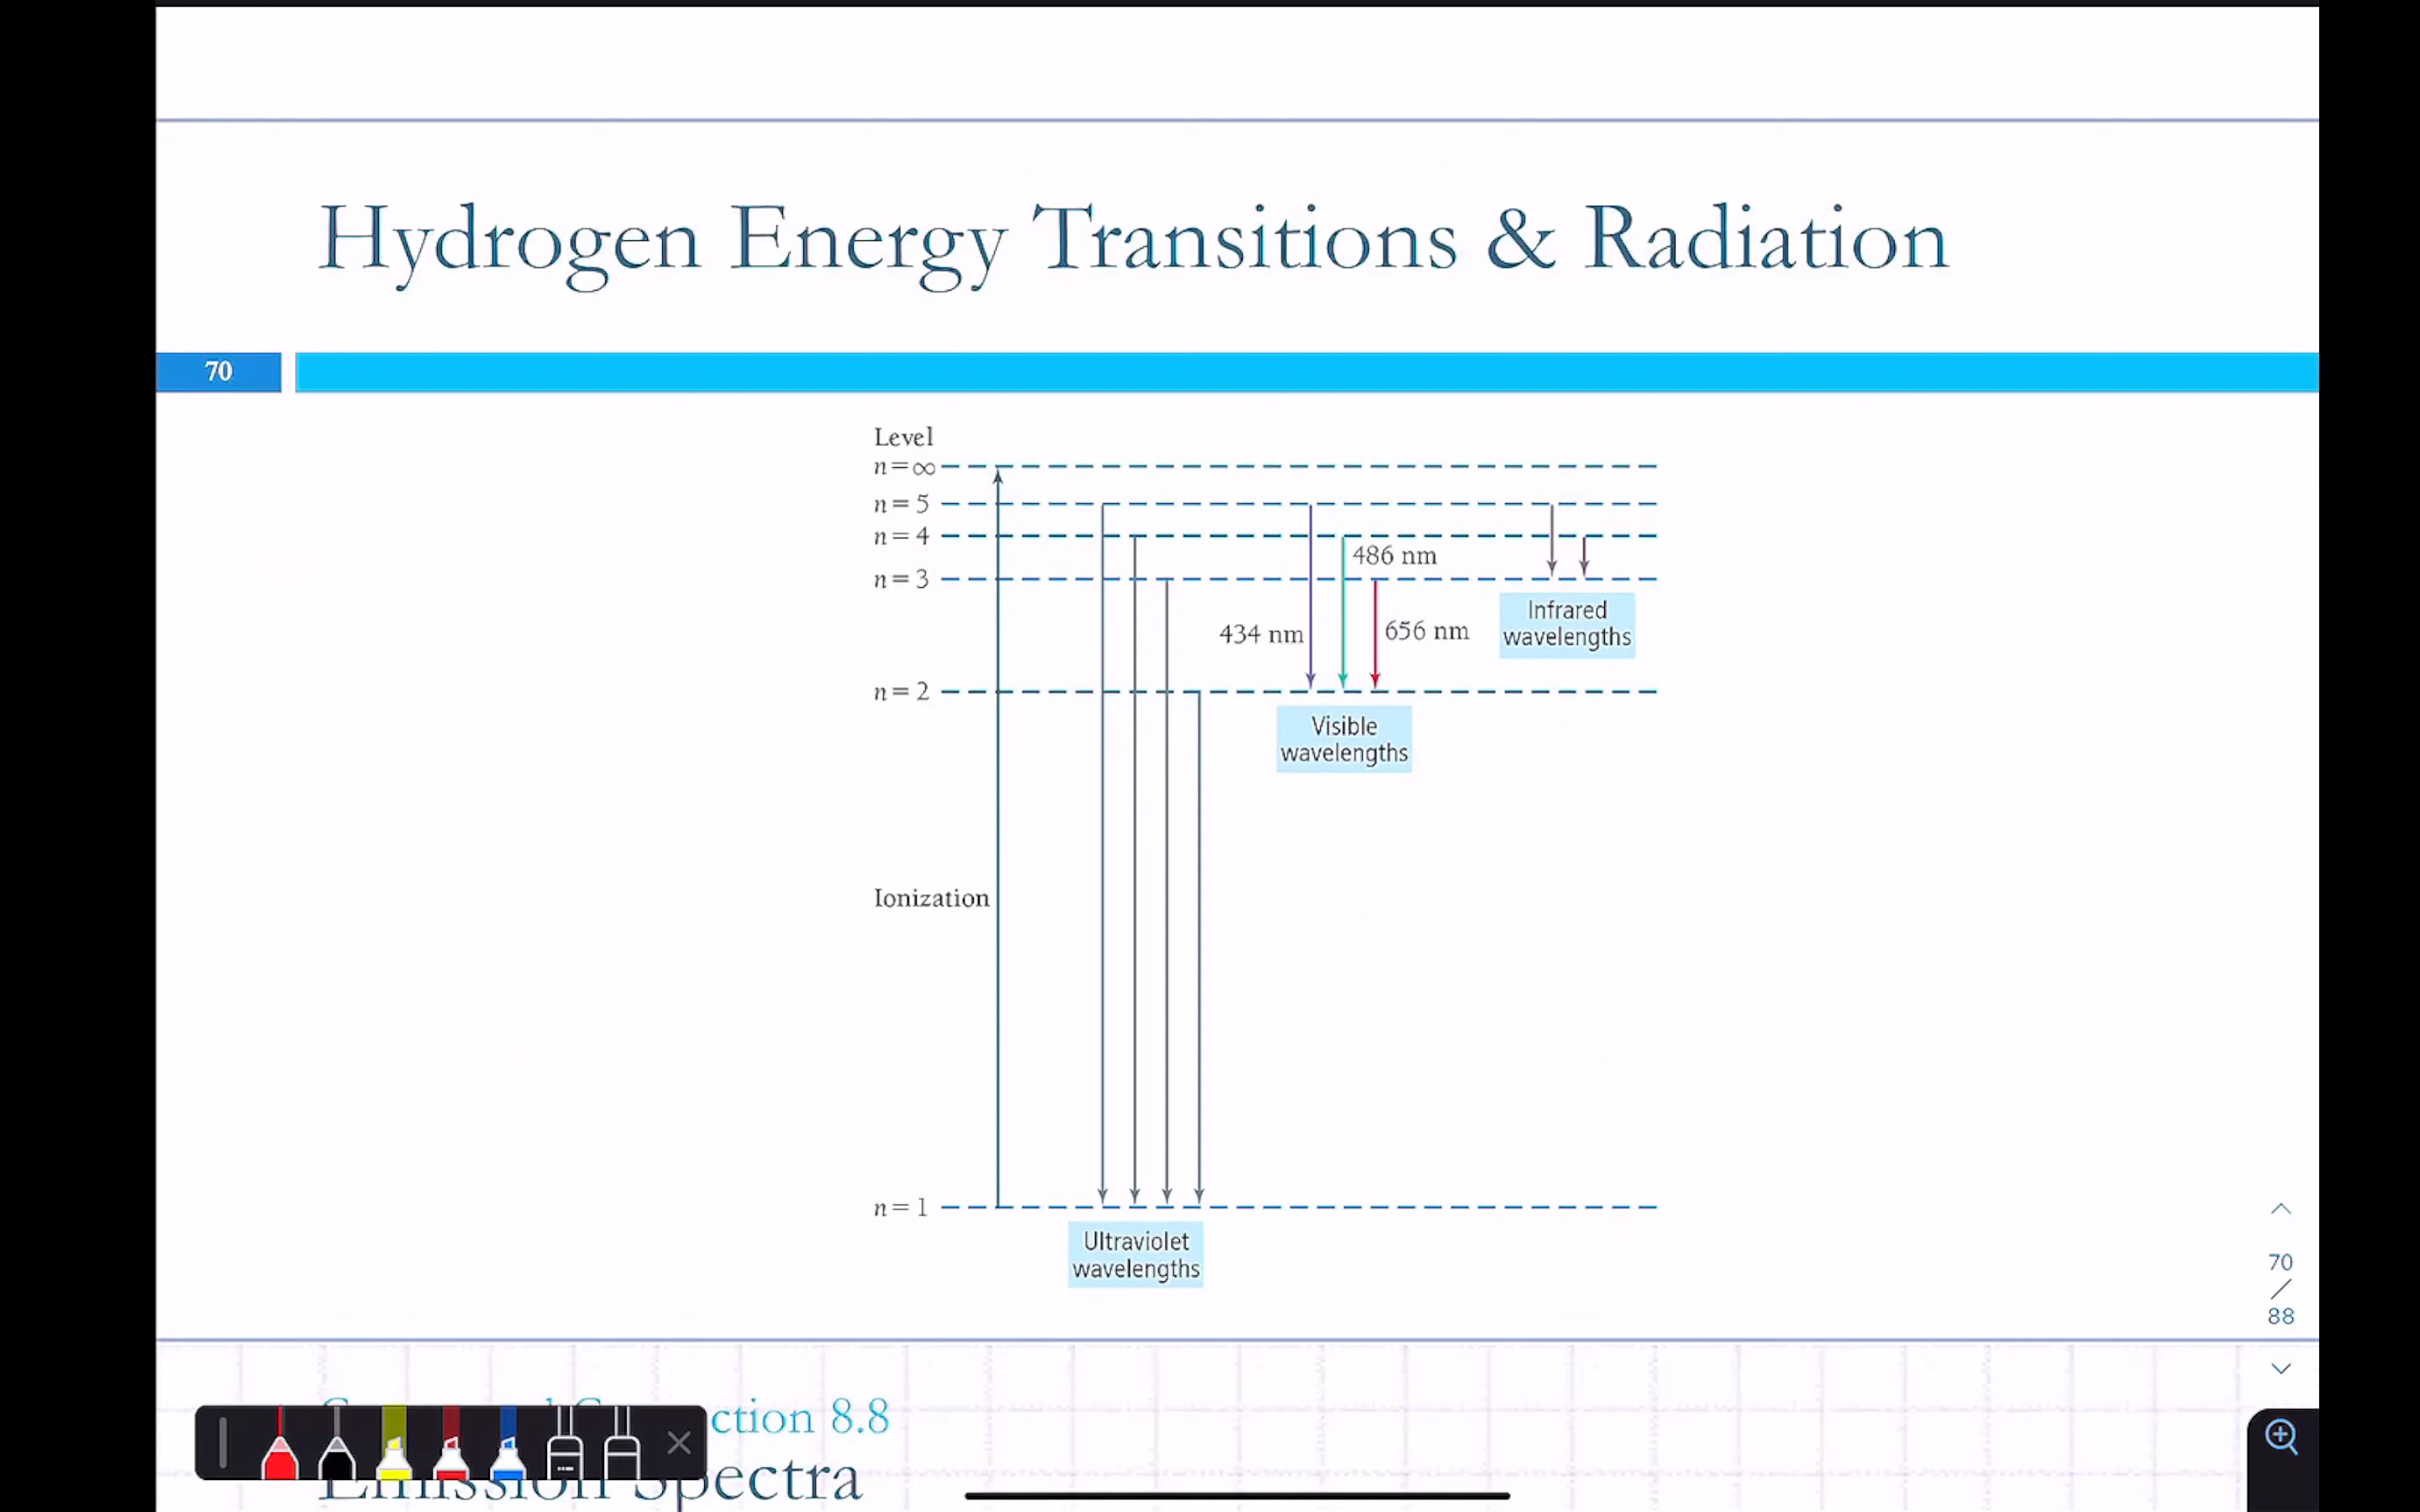 Hydrogen Energy Transitions & Radiation
70
Level
n = ∞
n = 5
n = 4
486 nm
n = 3
Infrared
wavelengths
434 nm
656 nm
n = 2
Visible
wavelengths
Ionization
n = 1
Ultraviolet
wavelengths
70
/
88
8.8
Spectra